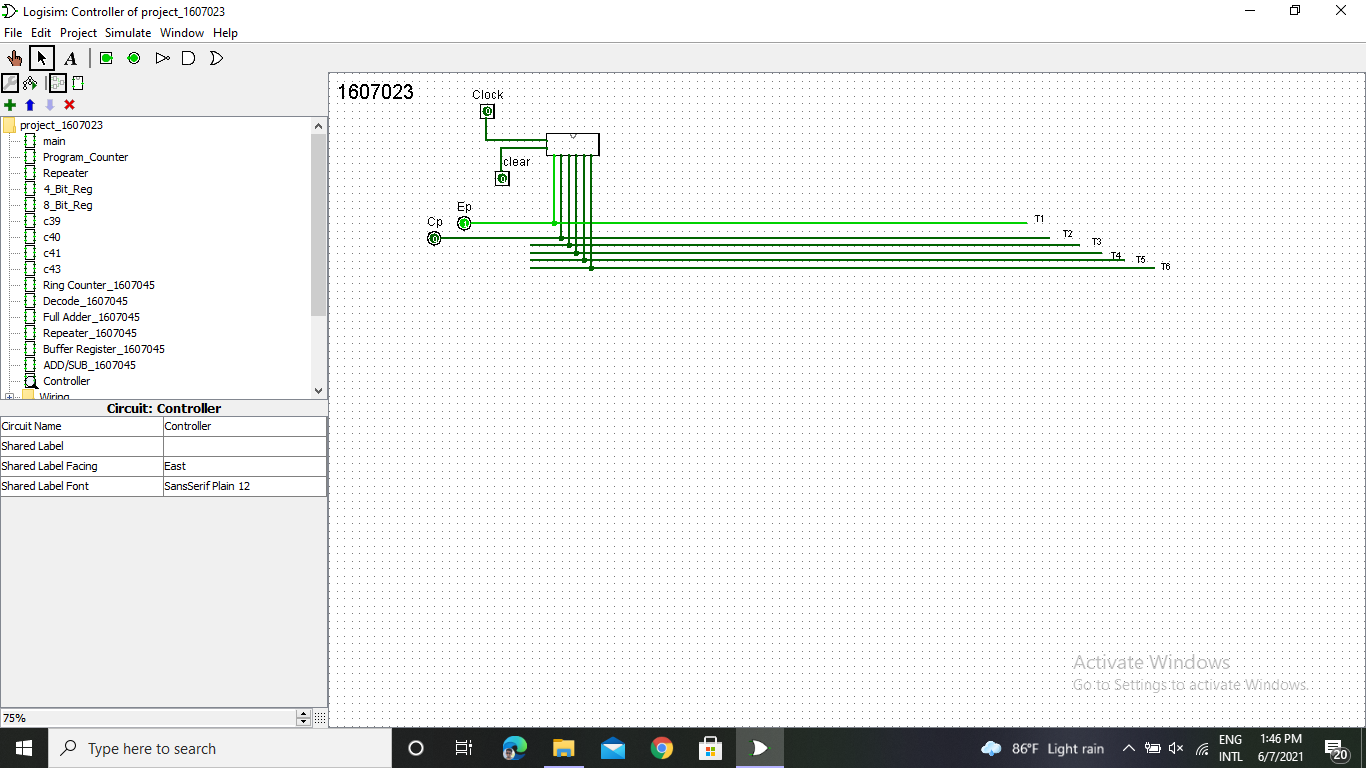 Logisim: Controller of project_1607023
File Edit Project Simulate Window Help
A
project_1607023
main
Program_Counter
Repeater
4_Bit_Reg
8_Bit_Reg
c39
c40
c41
c43
Ring Counter_1607045
Decode_1607045
Full Adder_1607045
Repeater_1607045
Buffer Register_1607045
ADD/SUB_1607045
Controller
Wiring
Circuit: Controller
Circuit Name Controller
Shared Label
Shared Label Facing East
Shared Label Font SansSerif Plain 12
75%
1607023
Clock
0
clear
0
Ep
1
Cp
0
T1
T2
T3
T4
T5
T6
Activate Windows
Go to Settings to activate Windows.
Type here to search
86°F Light rain
ENG
INTL
1:46 PM
6/7/2021
20